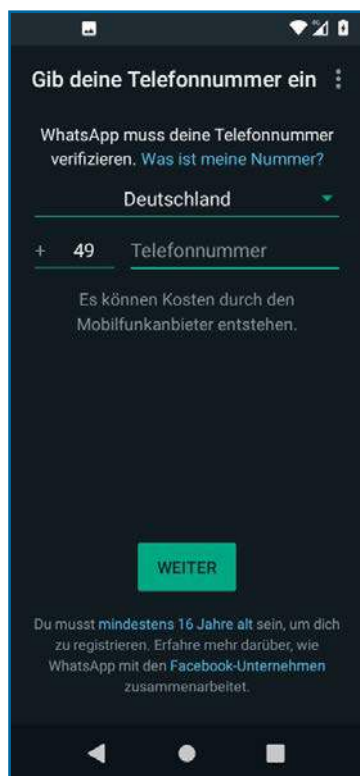 Gib deine Telefonnummer ein
WhatsApp muss deine Telefonnummer
verifizieren. Was ist meine Nummer?
Deutschland
+ 49 Telefonnummer
Es können Kosten durch den
Mobilfunkanbieter entstehen.
WEITER
Du musst mindestens 16 Jahre alt sein, um dich
zu registrieren. Erfahre mehr darüber, wie
WhatsApp mit den Facebook-Unternehmen
zusammenarbeitet.